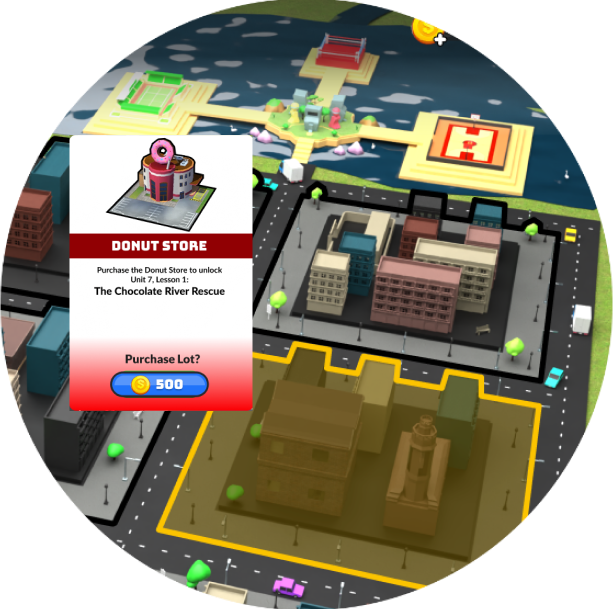 DONUT STORE
Purchase the Donut Store to unlock
Unit 7, Lesson 1:
The Chocolate River Rescue
Purchase Lot?
S 500